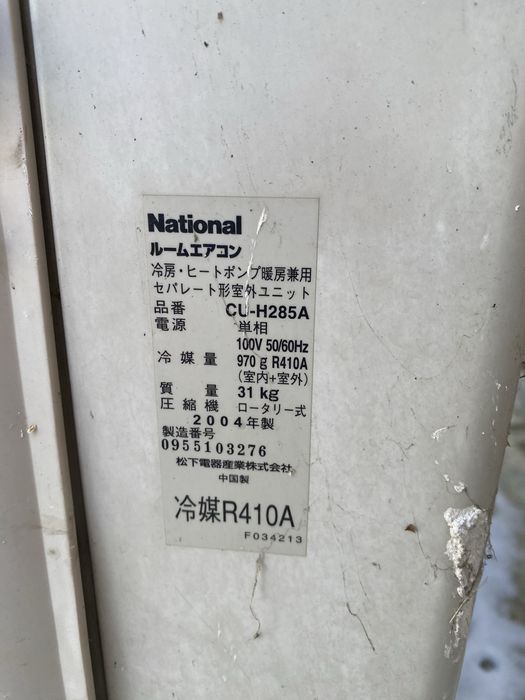 National
ルームエアコン
冷房・ヒートポンプ暖房兼用
セパレート形室外ユニット
品番 CU-H285A
電源 単相
100V 50/60Hz
冷媒量 970 g R410A
(室内+室外)
質量 31 kg
圧縮機 ロータリー式
2004年製
製造番号
0955103276
松下電器産業株式会社
中国製
冷媒R410A
F034213